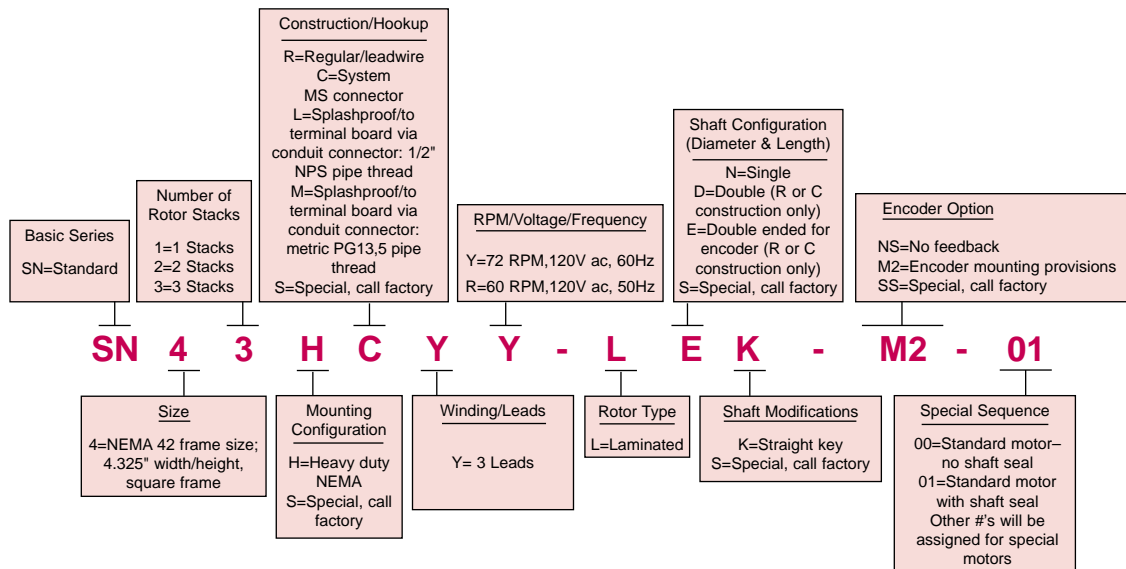 Construction/Hookup
R=Regular/leadwire
C=System
MS connector
L=Splashproof/to
terminal board via
conduit connector: 1/2"
NPS pipe thread
M=Splashproof/to
terminal board via
conduit connector:
metric PG13,5 pipe
thread
S=Special, call factory
Shaft Configuration
(Diameter & Length)
N=Single
D=Double (R or C
construction only)
E=Double ended for
encoder (R or C
construction only)
S=Special, call factory
Number of
Rotor Stacks
1=1 Stacks
2=2 Stacks
3=3 Stacks
Basic Series
SN=Standard
RPM/Voltage/Frequency
Y=72 RPM,120V ac, 60Hz
R=60 RPM,120V ac, 50Hz
Encoder Option
NS=No feedback
M2=Encoder mounting provisions
SS=Special, call factory
SN 4 3 H C Y Y - L E K - M2 - 01
Size
4=NEMA 42 frame size;
4.325" width/height,
square frame
Mounting
Configuration
H=Heavy duty
NEMA
S=Special, call
factory
Winding/Leads
Y= 3 Leads
Rotor Type
L=Laminated
Shaft Modifications
K=Straight key
S=Special, call factory
Special Sequence
00=Standard motor–
no shaft seal
01=Standard motor
with shaft seal
Other #'s will be
assigned for special
motors